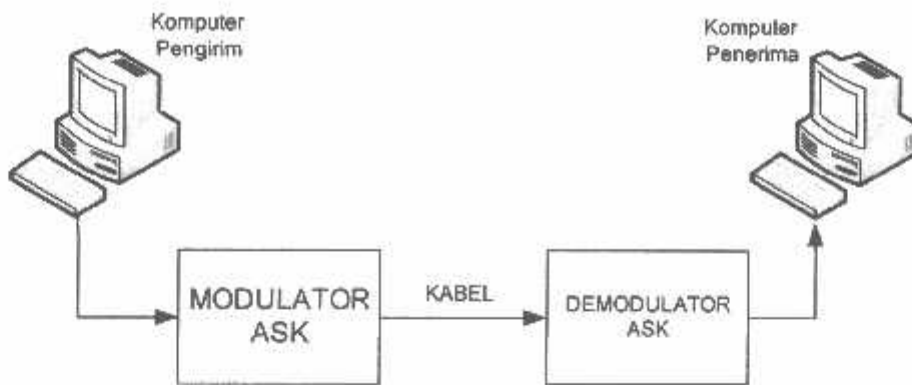 Komputer
Pengirim
Komputer
Penerima
MODULATOR
ASK
KABEL
DEMODULATOR
ASK